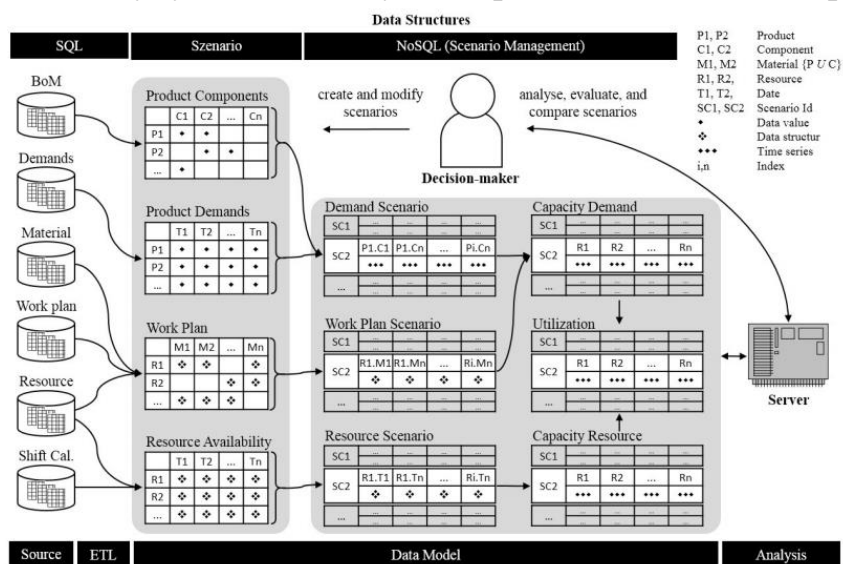 Data Structures
SQL
Szenario
NoSQL (Scenario Management)
P1, P2 Product
C1, C2 Component
M1, M2 Material {P U C}
R1, R2, Resource
T1, T2, Date
SC1, SC2 Scenario Id
Data value
Data structur
Time series
i,n Index
BoM
Demands
Material
Work plan
Resource
Shift Cal.
Product Components
C1 C2 ... Cn
P1
P2
...
Product Demands
T1 T2 ... Tn
P1
P2
...
Work Plan
M1 M2 ... Mn
R1
R2
...
Resource Availability
T1 T2 ... Tn
R1
R2
...
create and modify
scenarios
analyse, evaluate, and
compare scenarios
Decision-maker
Demand Scenario
SC1 ... ... ... ...
SC2 P1.C1 P1.Cn ... Pi.Cn
... ... ... ... ...
Capacity Demand
SC1 ... ... ... ...
SC2 R1 R2 ... Rn
... ... ... ... ...
Work Plan Scenario
SC1 ... ... ... ...
SC2 R1.M1 R1.Mn ... Ri.Mn
... ... ... ... ...
Utilization
SC1 ... ... ... ...
SC2 R1 R2 ... Rn
... ... ... ... ...
Resource Scenario
SC1 ... ... ... ...
SC2 R1.T1 R1.Tn ... Ri.Tn
... ... ... ... ...
Capacity Resource
SC1 ... ... ... ...
SC2 R1 R2 ... Rn
... ... ... ... ...
Server
Source
ETL
Data Model
Analysis